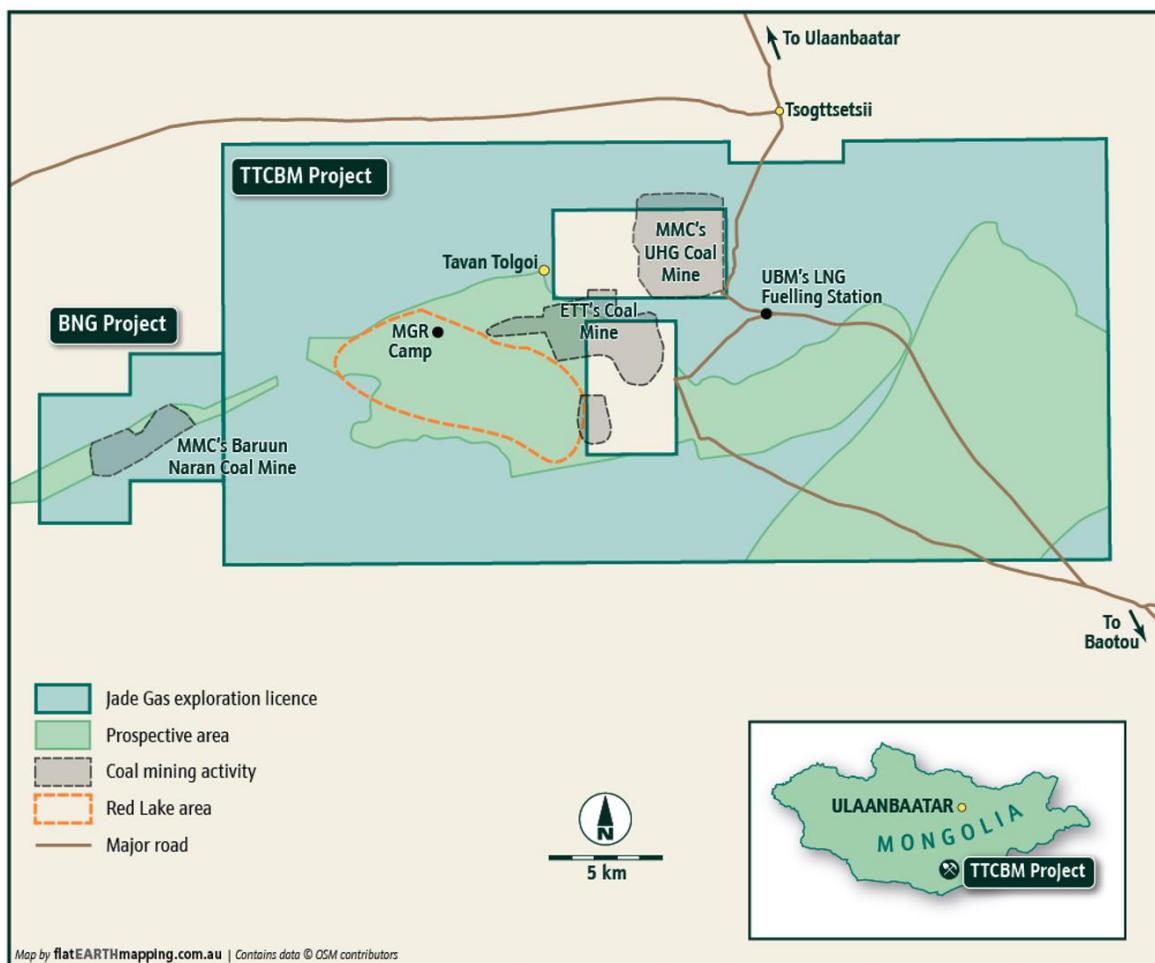 To Ulaanbaatar
Tsogttsetsii
TTCBM Project
MMC's
UHG Coal
Mine
Tavan Tolgoi
UBM's LNG
Fuelling Station
ETT's Coal
Mine
BNG Project
MGR
Camp
MMC's Baruun
Naran Coal Mine
To
Baotou
Jade Gas exploration licence
Prospective area
Coal mining activity
Red Lake area
Major road
N
5 km
ULAANBAATAR
MONGOLIA
TTCBM Project
Map by flatEARTHmapping.com.au | Contains data © OSM contributors